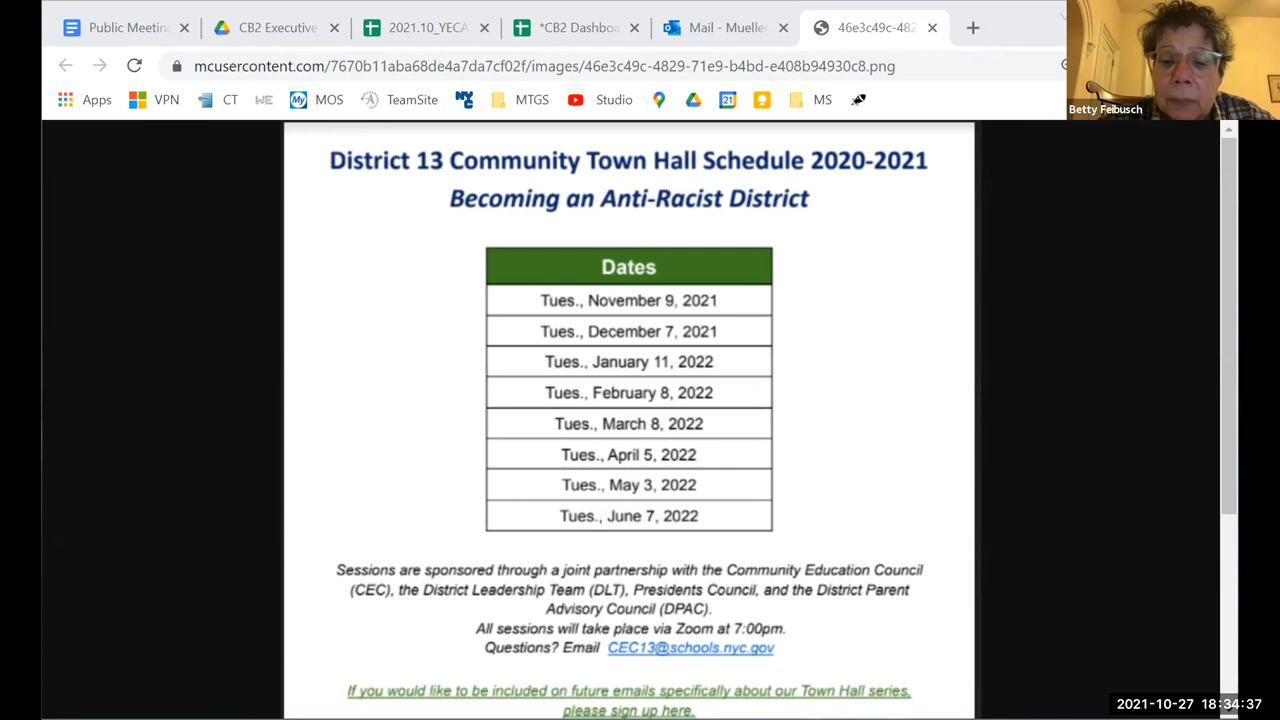 Public Meetin
CB2 Executive
2021.10_YECA
*CB2 Dashboa
Mail - Mueller
46e3c49c-482
mcusercontent.com/7670b11aba68de4a7da7cf02f/images/46e3c49c-4829-71e9-b4bd-e408b94930c8.png
Apps
VPN
CT
WE
My
MOS
TeamSite
NYC
MTGS
Studio
21
MS
Betty Feibusch
District 13 Community Town Hall Schedule 2020-2021
Becoming an Anti-Racist District
Dates
Tues., November 9, 2021
Tues., December 7, 2021
Tues., January 11, 2022
Tues., February 8, 2022
Tues., March 8, 2022
Tues., April 5, 2022
Tues., May 3, 2022
Tues., June 7, 2022
Sessions are sponsored through a joint partnership with the Community Education Council
(CEC), the District Leadership Team (DLT), Presidents Council, and the District Parent
Advisory Council (DPAC).
All sessions will take place via Zoom at 7:00pm.
Questions? Email CEC13@schools.nyc.gov
If you would like to be included on future emails specifically about our Town Hall series,
please sign up here.
2021-10-27 18:34:37